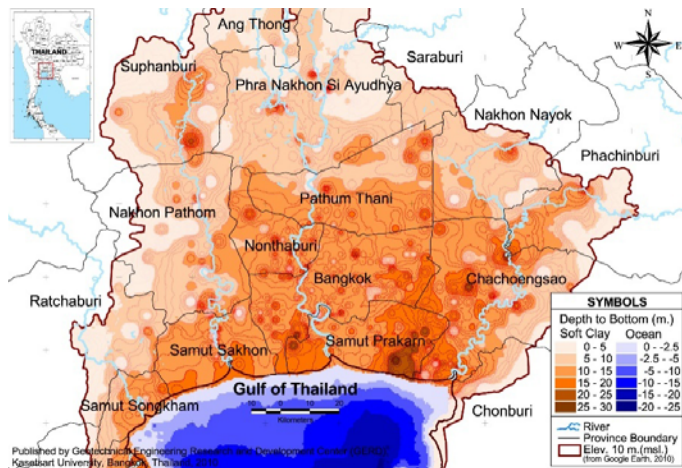 THAILAND
N
W
E
S
Ang Thong
Saraburi
Suphanburi
Phra Nakhon Si Ayudhya
Nakhon Nayok
Phachinburi
Pathum Thani
Nakhon Pathom
Nonthaburi
Bangkok
Chachoengsao
Ratchaburi
Samut Sakhon
Samut Prakarn
Samut Songkham
Gulf of Thailand
Kilometers
Chonburi
SYMBOLS
Depth to Bottom (m.)
Soft Clay Ocean
0 - 5 0 - -2.5
5 - 10 -2.5 - -5
10 - 15 -5 - -10
15 - 20 -10 - -15
20 - 25 -15 - -20
25 - 30 -20 - -25
River
Province Boundary
Elev. 10 m.(msl.)
(from Google Earth, 2010)
Published by Geotechnical Engineering Research and Development Center (GERD),
Kasetsart University, Bangkok, Thailand, 2010